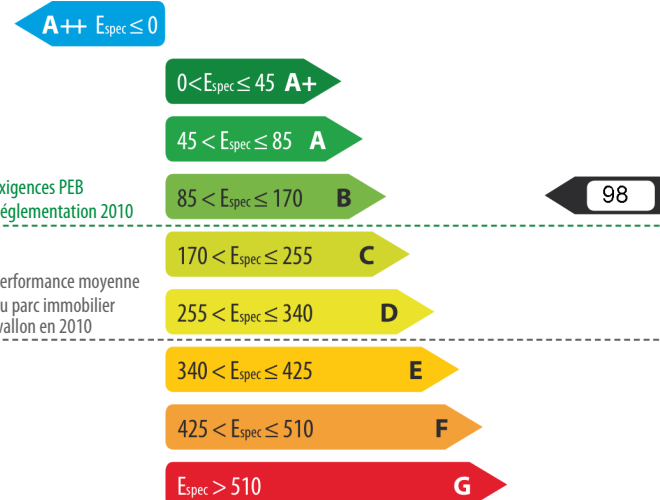 A++ Espec ≤ 0
0<Espec ≤ 45 A+
45 < Espec ≤ 85 A
xigences PEB
églementation 2010
85 < Espec ≤ 170 B
98
170 < Espec ≤ 255 C
erformance moyenne
u parc immobilier
vallon en 2010
255 < Espec ≤ 340 D
340 < Espec ≤ 425 E
425 < Espec ≤ 510 F
Espec > 510 G